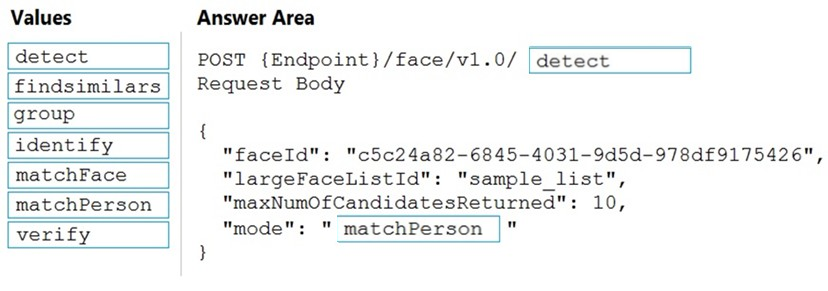 Values
detect
findsimilars
group
identify
matchFace
matchPerson
verify
Answer Area
POST {Endpoint}/face/v1.0/ detect
Request Body
{
"faceId": "c5c24a82-6845-4031-9d5d-978df9175426",
"largeFaceListId": "sample_list",
"maxNumOfCandidatesReturned": 10,
"mode": " matchPerson "
}